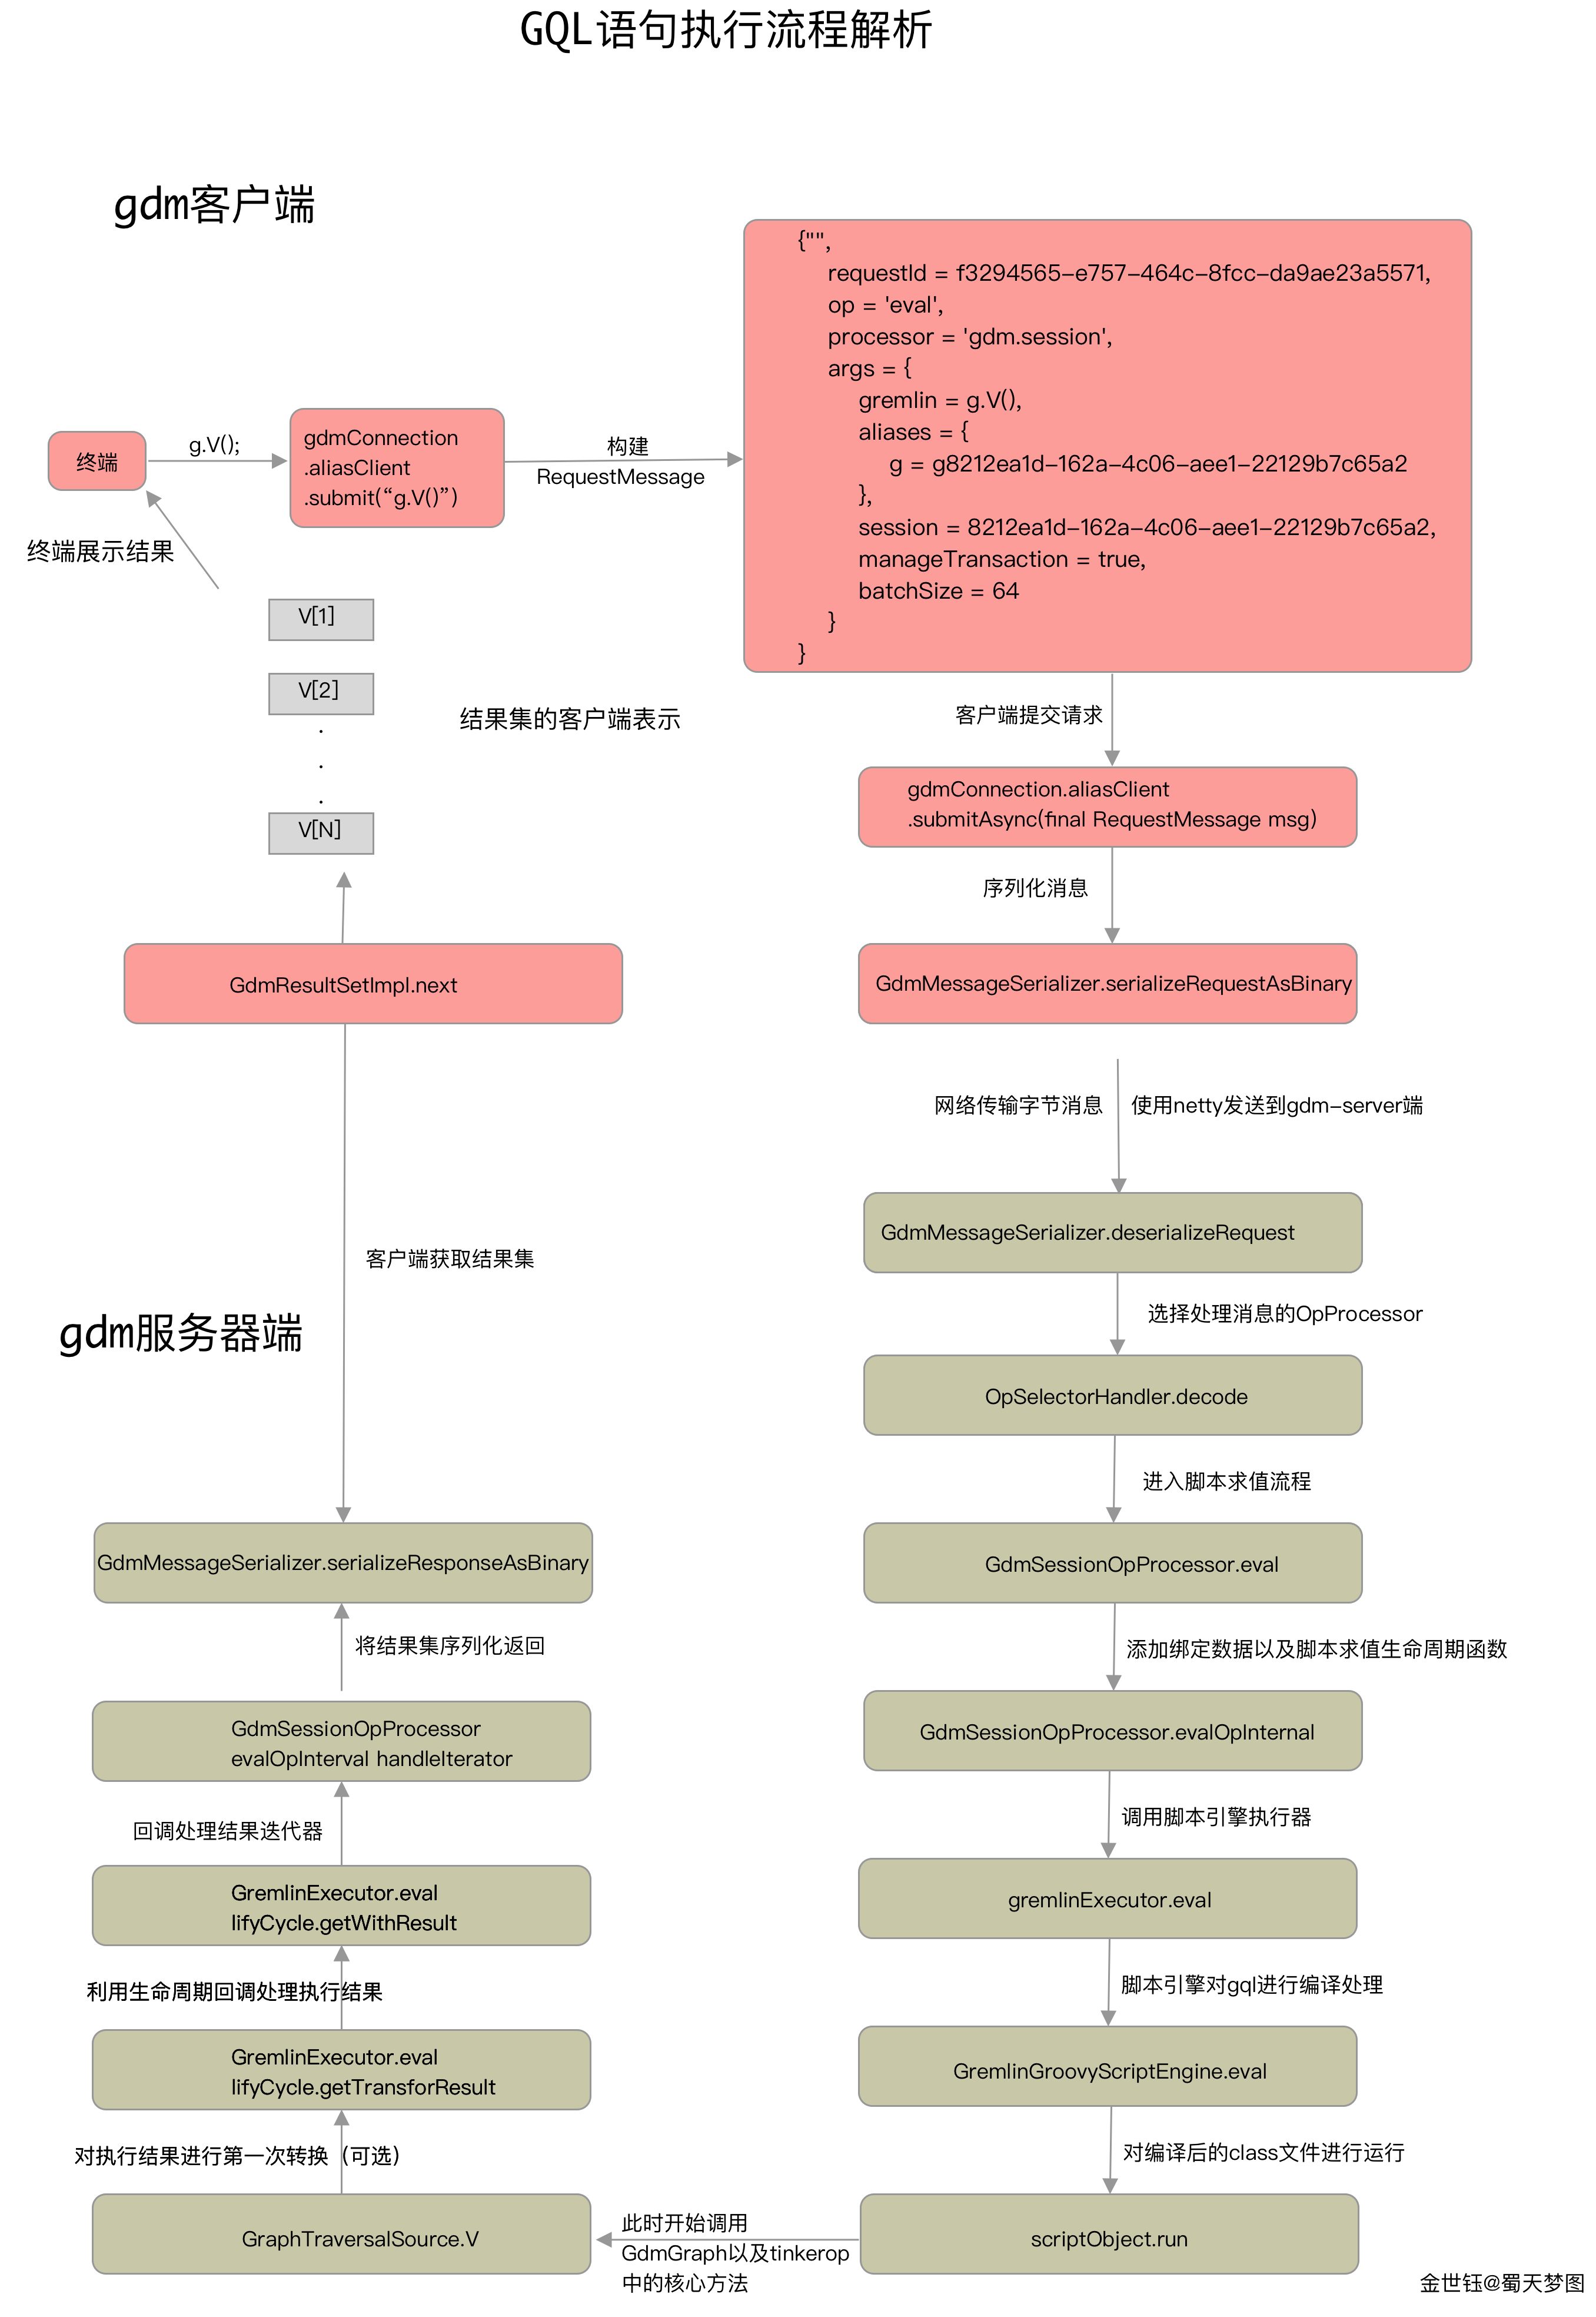 GQL语句执行流程解析
gdm客户端
{"",
requestId = f3294565-e757-464c-8fcc-da9ae23a5571,
op = 'eval',
processor = 'gdm.session',
args = {
gremlin = g.V(),
aliases = {
g = g8212ea1d-162a-4c06-aee1-22129b7c65a2
},
session = 8212ea1d-162a-4c06-aee1-22129b7c65a2,
manageTransaction = true,
batchSize = 64
}
}
终端
g.V();
gdmConnection
.aliasClient
.submit(“g.V()”)
构建
RequestMessage
终端展示结果
V[1]
V[2]
.
.
.
V[N]
结果集的客户端表示
客户端提交请求
gdmConnection.aliasClient
.submitAsync(final RequestMessage msg)
序列化消息
GdmResultSetImpl.next
GdmMessageSerializer.serializeRequestAsBinary
网络传输字节消息
使用netty发送到gdm-server端
GdmMessageSerializer.deserializeRequest
客户端获取结果集
选择处理消息的OpProcessor
gdm服务器端
OpSelectorHandler.decode
进入脚本求值流程
GdmMessageSerializer.serializeResponseAsBinary
GdmSessionOpProcessor.eval
将结果集序列化返回
添加绑定数据以及脚本求值生命周期函数
GdmSessionOpProcessor
evalOpInterval handleIterator
GdmSessionOpProcessor.evalOpInternal
回调处理结果迭代器
调用脚本引擎执行器
GremlinExecutor.eval
lifyCycle.getWithResult
gremlinExecutor.eval
利用生命周期回调处理执行结果
脚本引擎对gql进行编译处理
GremlinExecutor.eval
lifyCycle.getTransforResult
GremlinGroovyScriptEngine.eval
对执行结果进行第一次转换（可选）
对编译后的class文件进行运行
GraphTraversalSource.V
此时开始调用
GdmGraph以及tinkerop
中的核心方法
scriptObject.run
金世钰@蜀天梦图